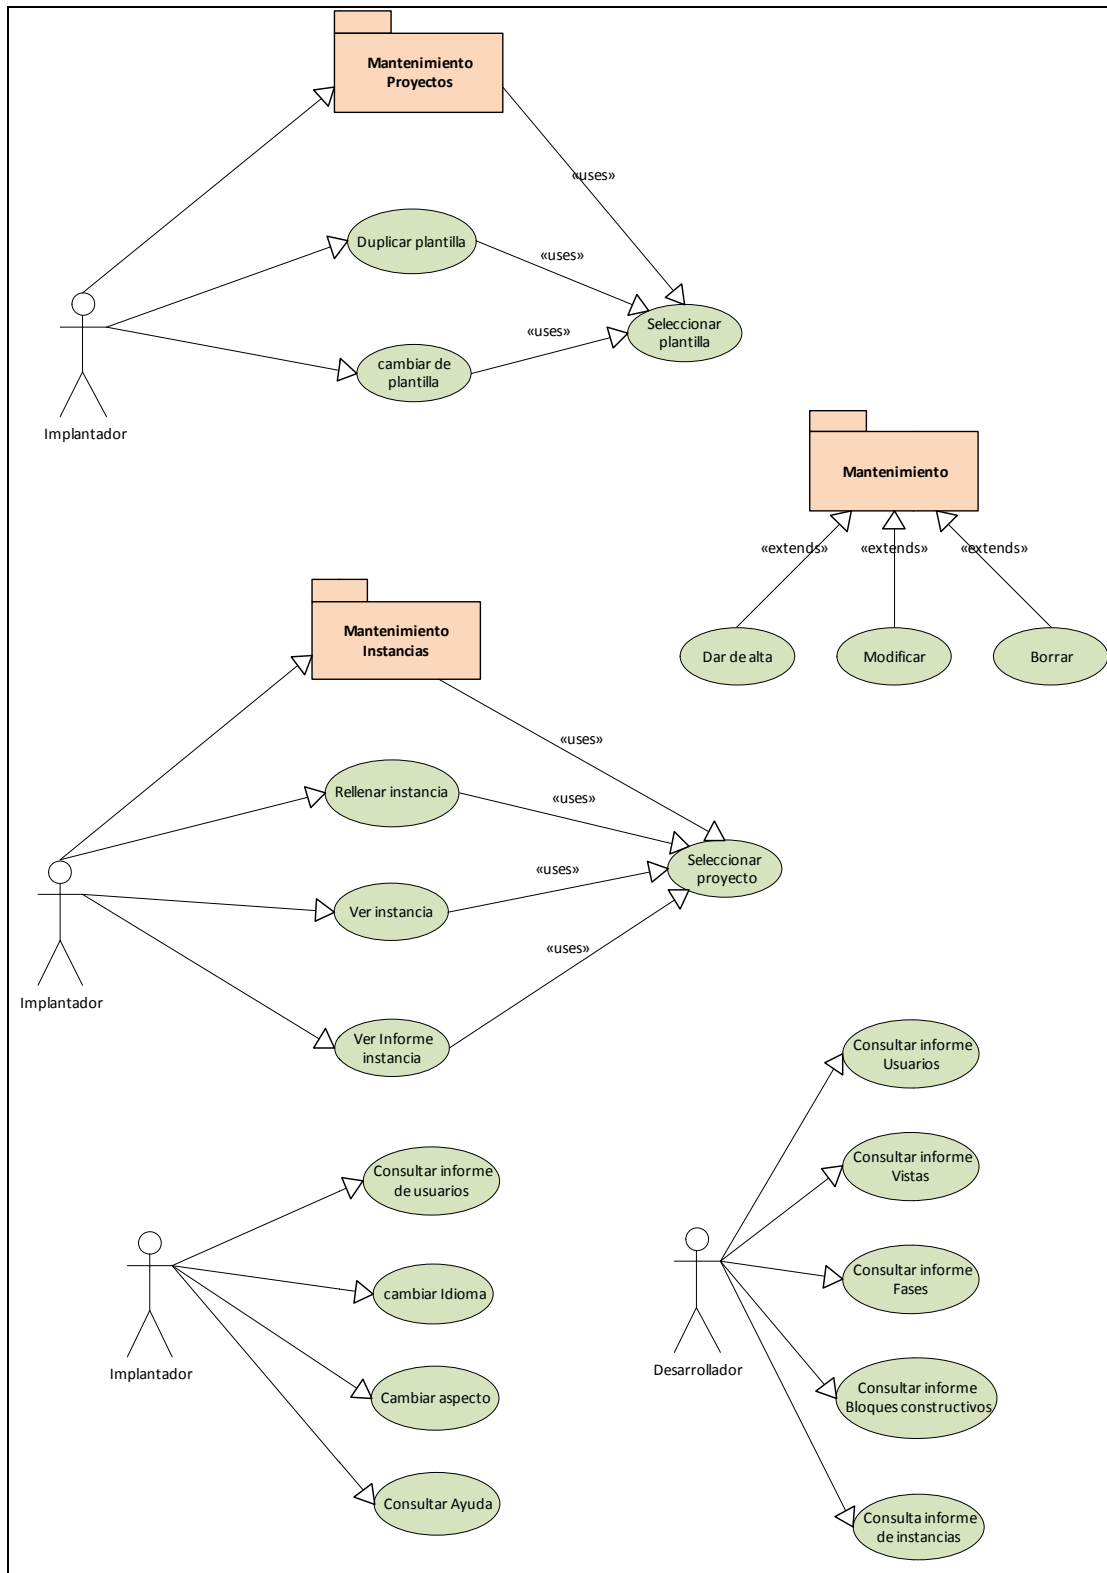 Mantenimiento
Proyectos
«uses»
Duplicar plantilla
«uses»
Seleccionar
plantilla
«uses»
cambiar de
plantilla
Implantador
Mantenimiento
«extends»
«extends»
«extends»
Dar de alta
Modificar
Borrar
Mantenimiento
Instancias
«uses»
Rellenar instancia
«uses»
Seleccionar
proyecto
«uses»
Ver instancia
«uses»
Implantador
Ver Informe
instancia
Consultar informe
de usuarios
cambiar Idioma
Implantador
Cambiar aspecto
Consultar Ayuda
Consultar informe
Usuarios
Consultar informe
Vistas
Consultar informe
Fases
Desarrollador
Consultar informe
Bloques constructivos
Consulta informe
de instancias